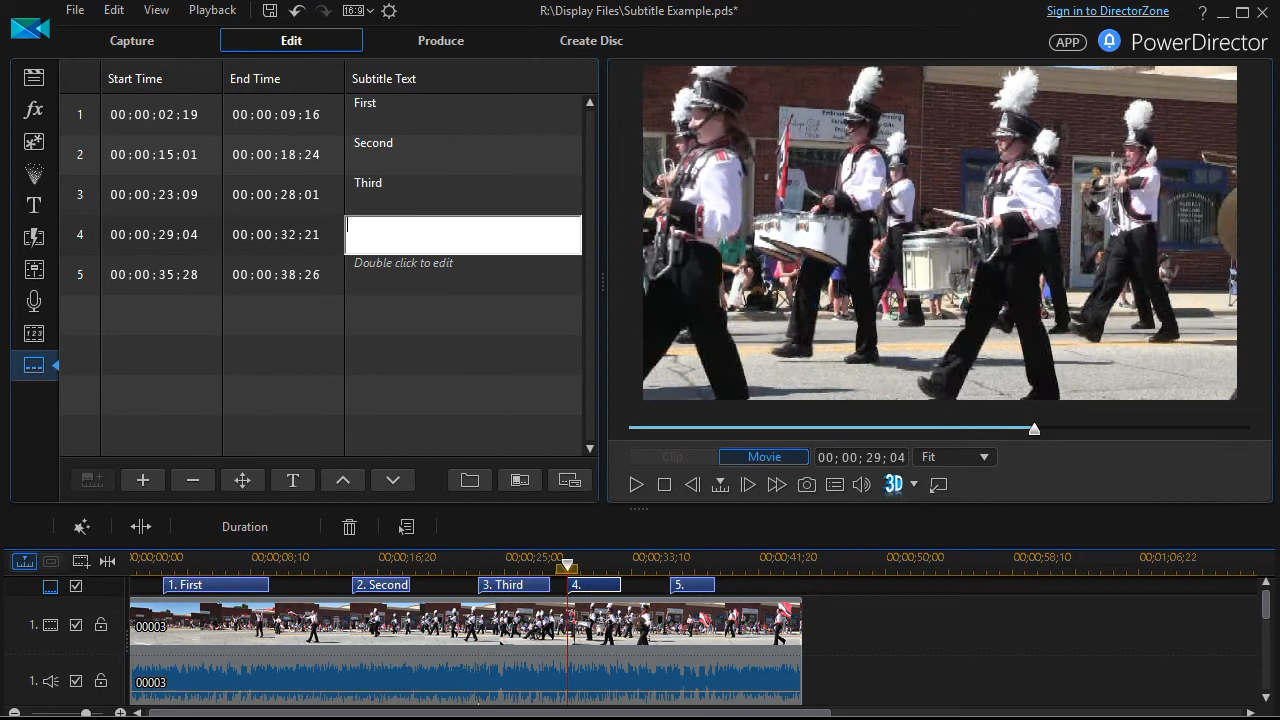 File Edit View Playback 16:9 R:\Display Files\Subtitle Example.pds* Sign in to DirectorZone ?
Capture Edit Produce Create Disc APP PowerDirector
Start Time End Time Subtitle Text
1 00;00;02;19 00;00;09;16 First
2 00;00;15;01 00;00;18;24 Second
3 00;00;23;09 00;00;28;01 Third
4 00;00;29;04 00;00;32;21
5 00;00;35;28 00;00;38;26 Double click to edit
fx
T
Clip Movie 00; 00; 29; 04 Fit
T 3D
Duration
00;00;00;00 00;00;08;10 00;00;16;20 00;00;25;00 00;00;33;10 00;00;41;20 00;00;50;00 00;00;58;10 00;01;06;22
1. First 2. Second 3. Third 4. 5.
1. 00003
1. 00003